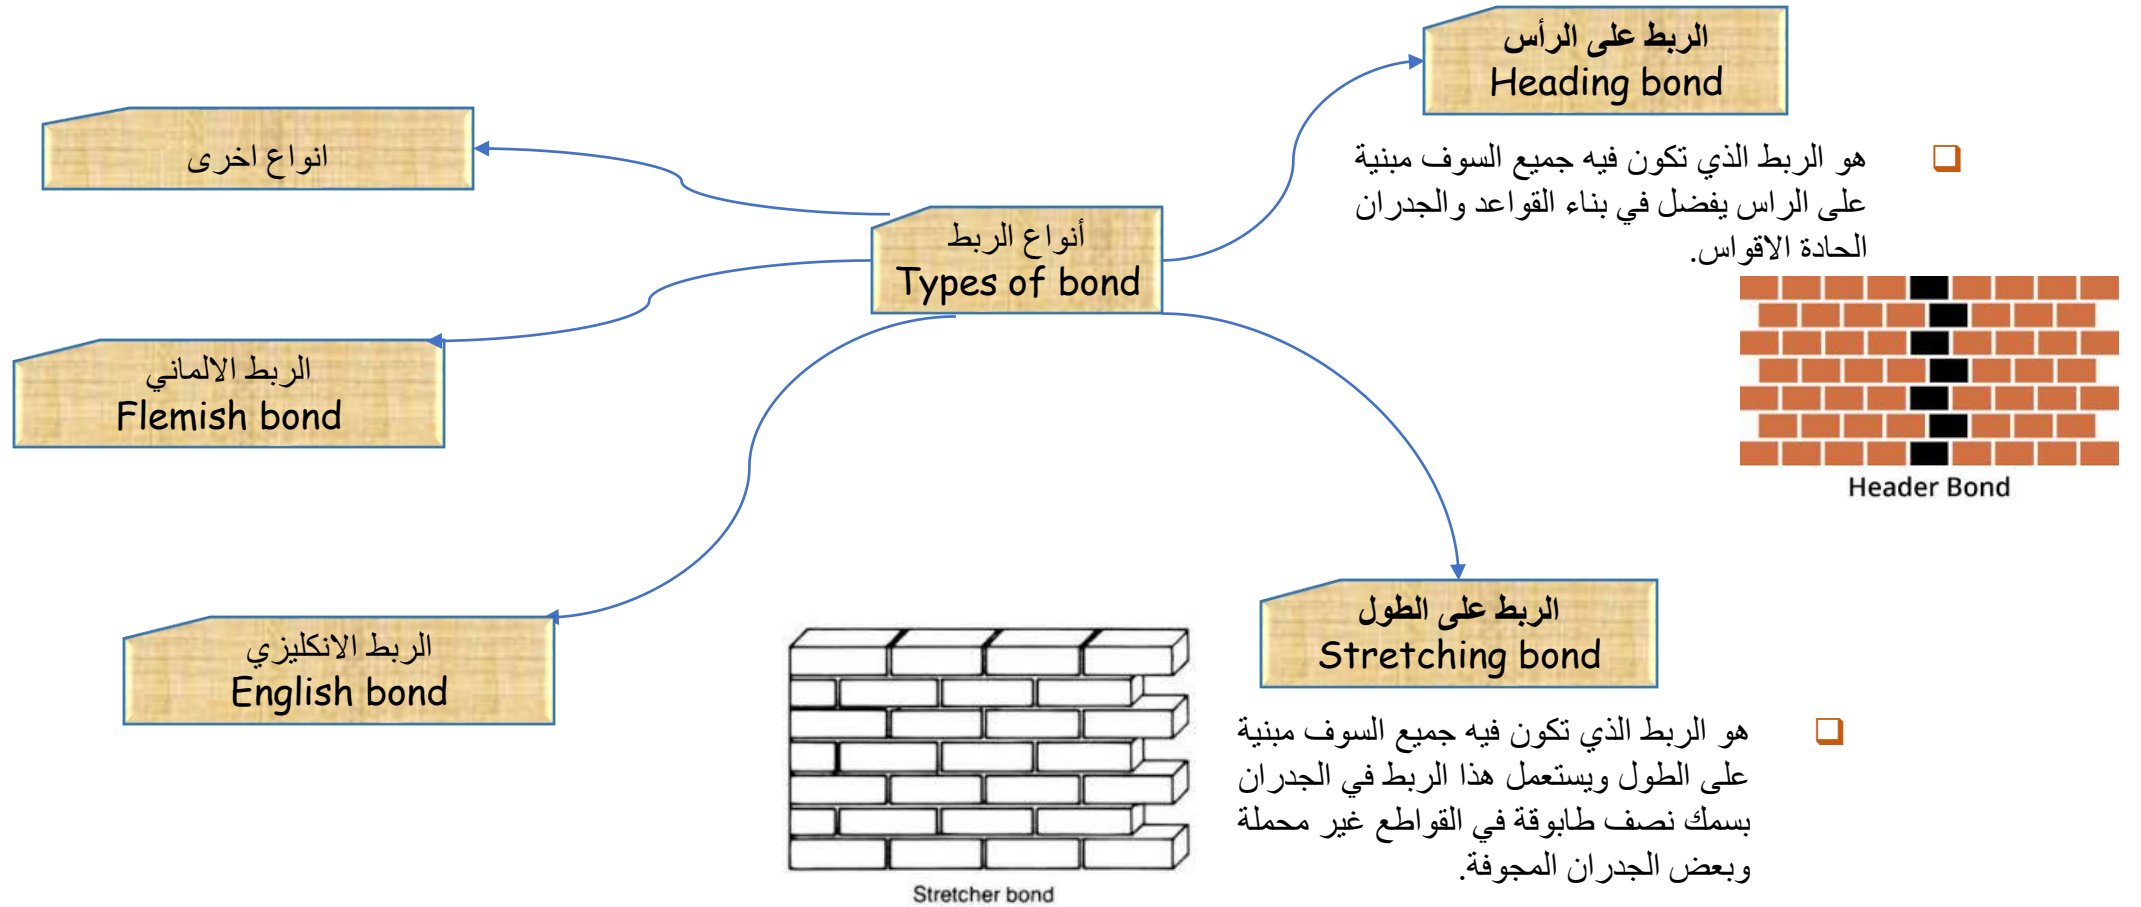 الربط على الرأس
Heading bond
هو الربط الذي تكون فيه جميع السوف مبنية
على الراس يفضل في بناء القواعد والجدران
الحادة الاقواس.
Header Bond
انواع اخرى
أنواع الربط
Types of bond
الربط الالماني
Flemish bond
الربط الانكليزي
English bond
الربط على الطول
Stretching bond
هو الربط الذي تكون فيه جميع السوف مبنية
على الطول ويستعمل هذا الربط في الجدران
بسمك نصف طابوقة في القواطع غير محملة
وبعض الجدران المجوفة.
Stretcher bond